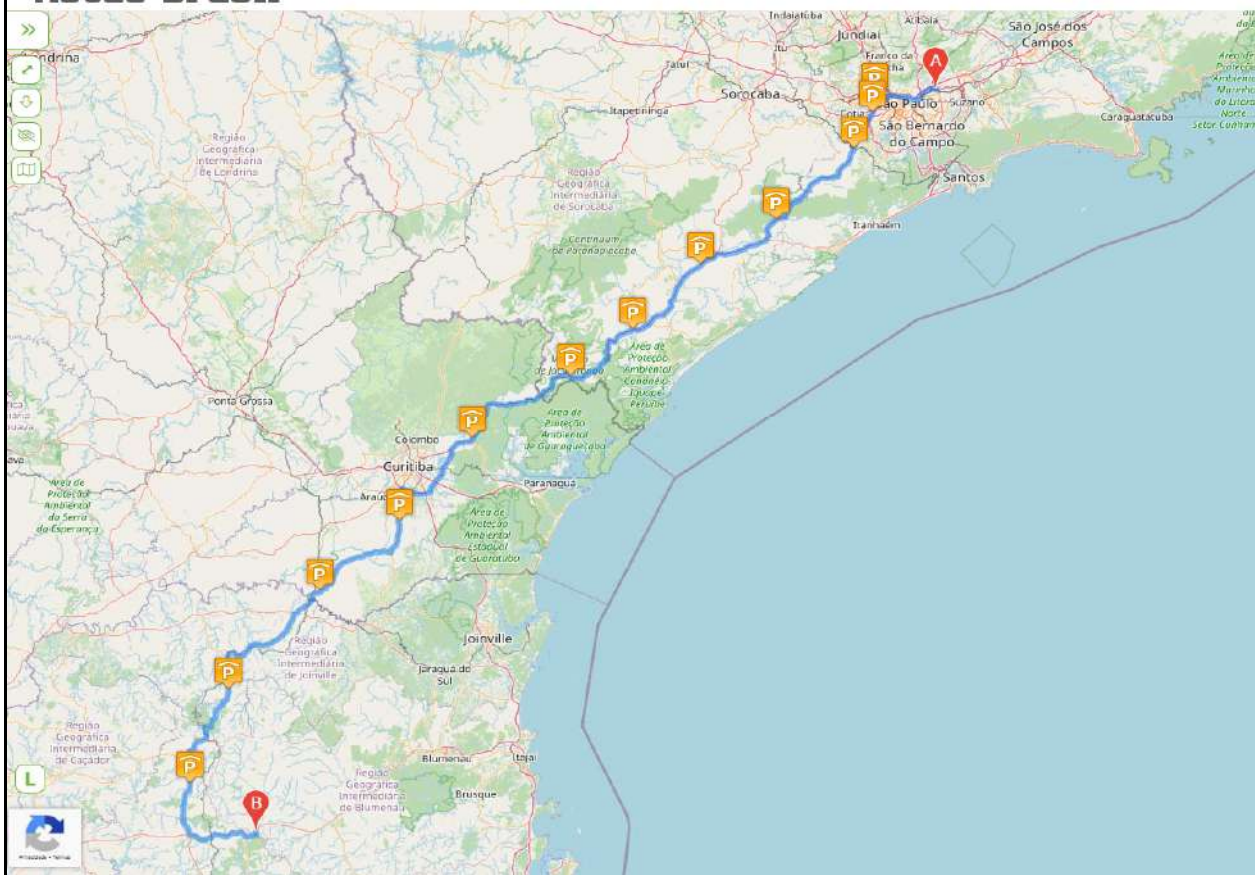 Indaiatuba
Atibaia
São José dos
Campos
Jundiaí
Franco da
Itu
Tatuí
Sorocaba
A
P
P
São Paulo
Suzano
Cotia
Itapetininga
P
São Bernardo
do Campo
Caraguatatuba
Santos
Região
Geográfica
Intermediária
de Londrina
Região
Geográfica
Intermediária
de Sorocaba
P
Itanhaém
Continuum
de Paranapiacaba
P
P
Área de
Proteção
Ambiental
Cananéia
Iguape
Peruíbe
P
Ponta Grossa
P
Área de
Proteção
Ambiental
de Guaraqueçaba
Colombo
Curitiba
Paranaguá
P
Área de
Proteção
Ambiental
da Serra
da Esperança
Área de
Proteção
Ambiental
Estadual
de Guaratuba
P
Região
Geográfica
Intermediária
de Joinville
Joinville
Jaraguá do
Sul
P
Região
Geográfica
Intermediária
de Caçador
P
Blumenau
Itajaí
L
Região
Geográfica
Intermediária
de Blumenau
Brusque
B